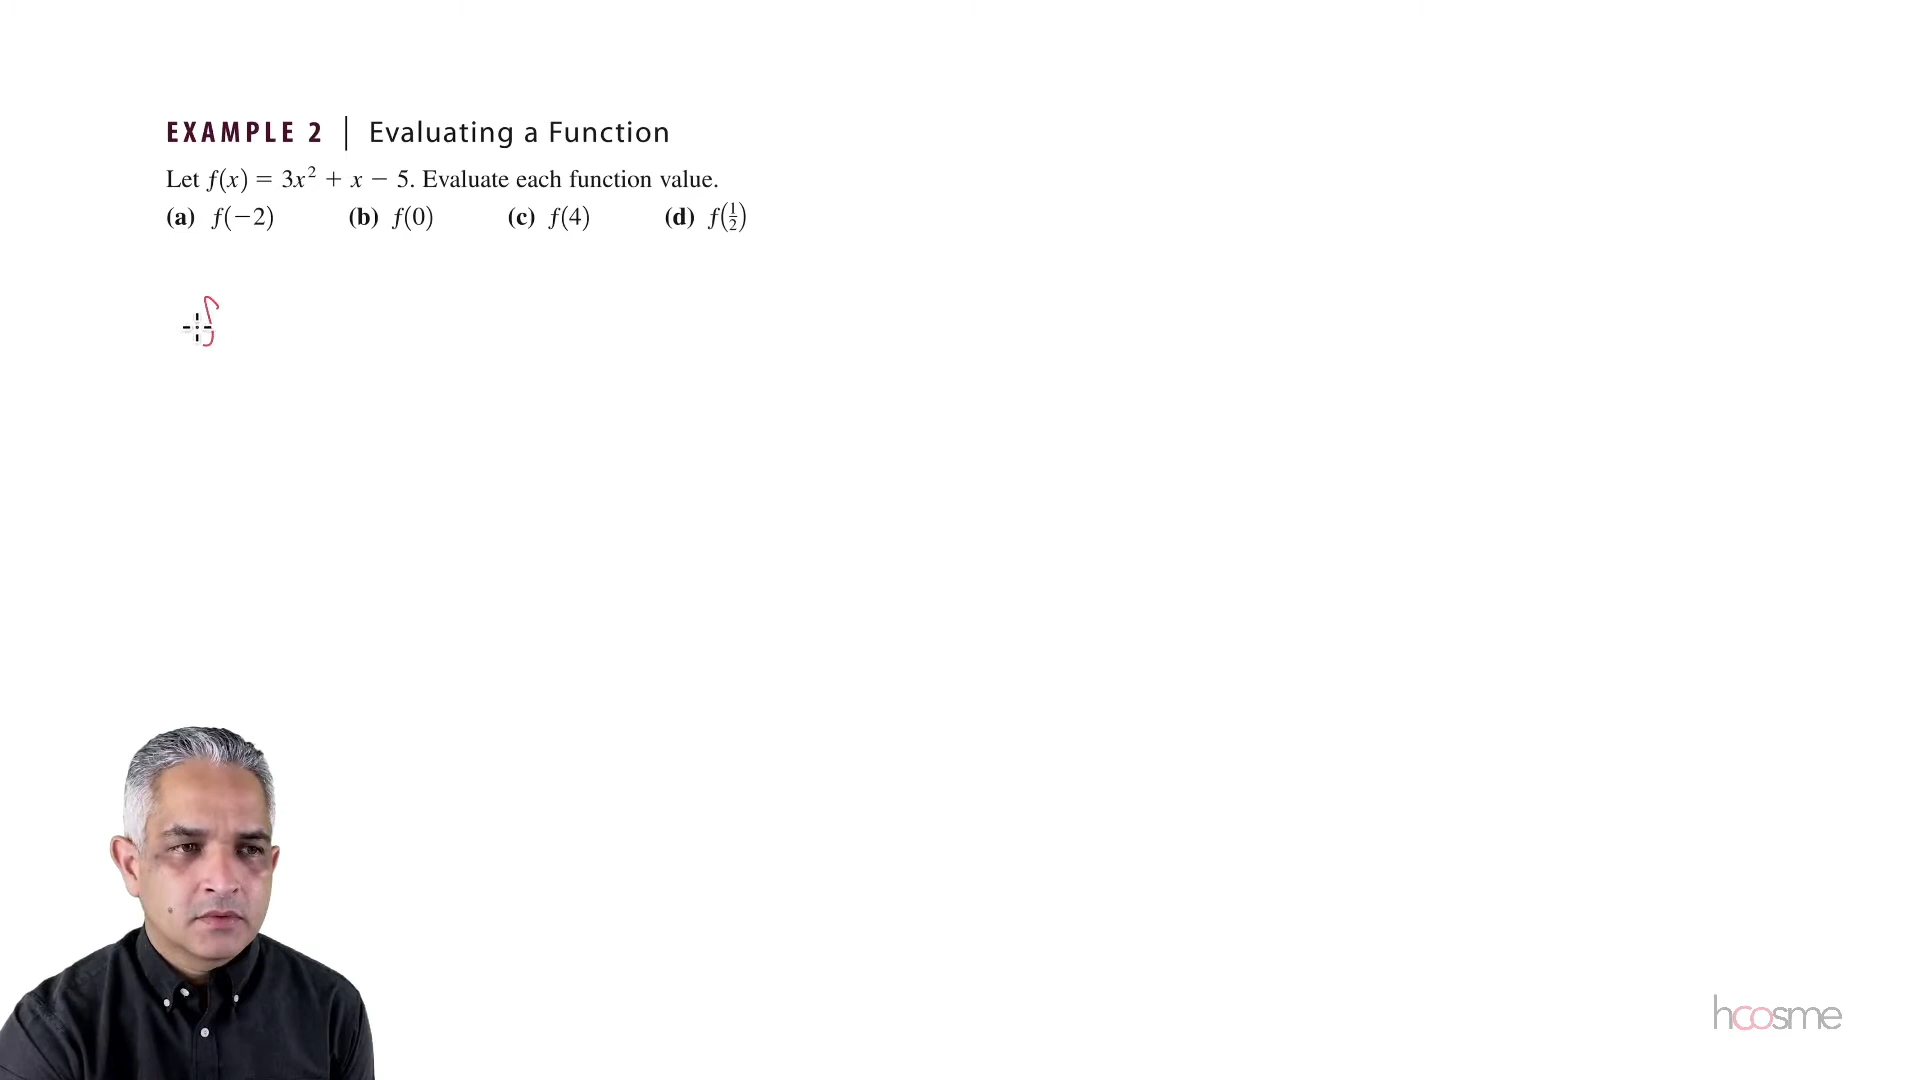 EXAMPLE 2 | Evaluating a Function
Let f(x) = 3x² + x − 5. Evaluate each function value.
(a) f(−2) (b) f(0) (c) f(4) (d) f(1/2)
f
hcosme